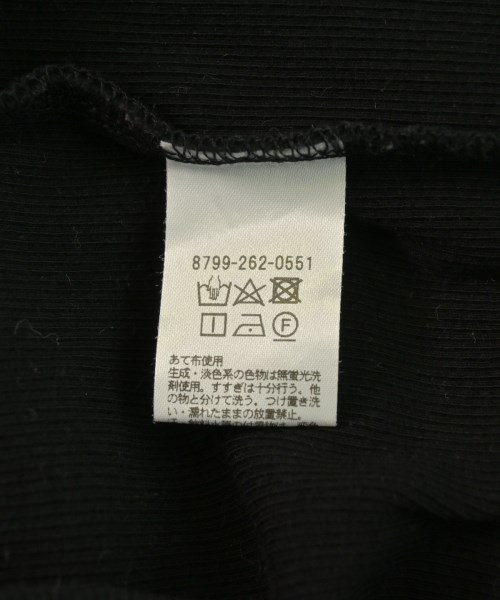 8799-262-0551
F
あて布使用
生成・淡色系の色物は無蛍光洗
剤使用。すすぎは十分行う。他
の物と分けて洗う。つけ置き洗
い・濡れたままの放置禁止。